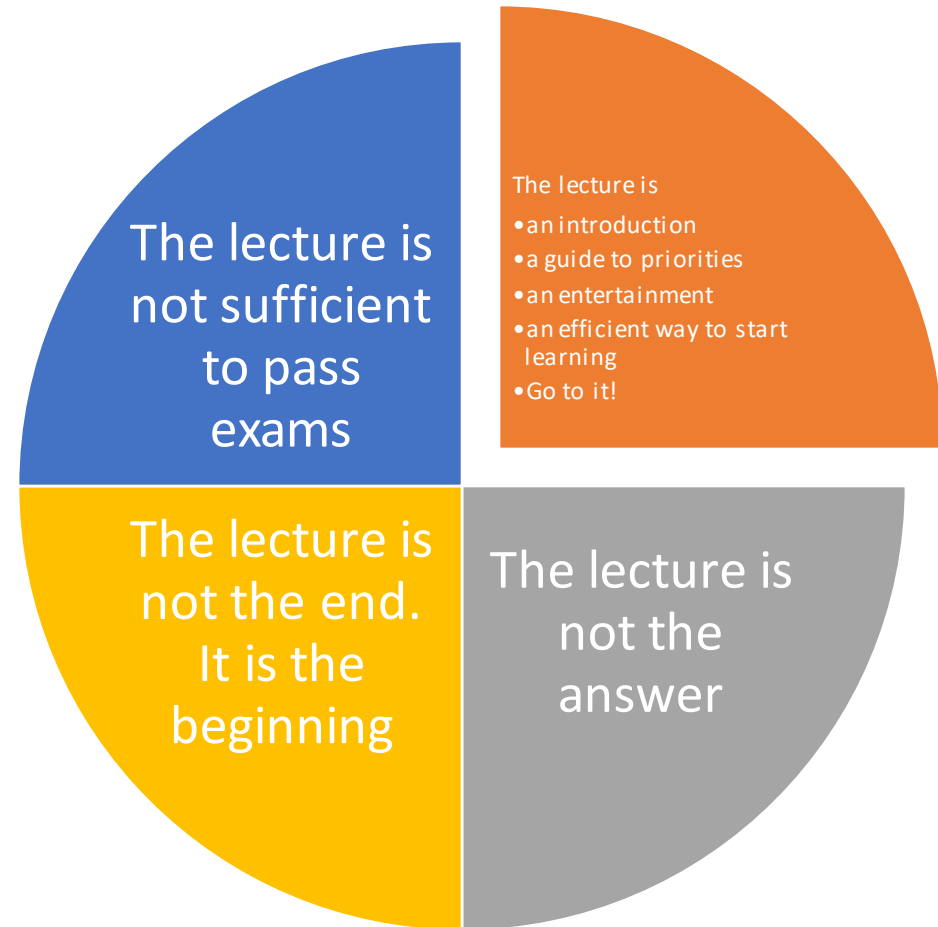 The lecture is
not sufficient
to pass
exams
The lecture is
•an introduction
•a guide to priorities
•an entertainment
•an efficient way to start
learning
•Go to it!
The lecture is
not the end.
It is the
beginning
The lecture is
not the
answer